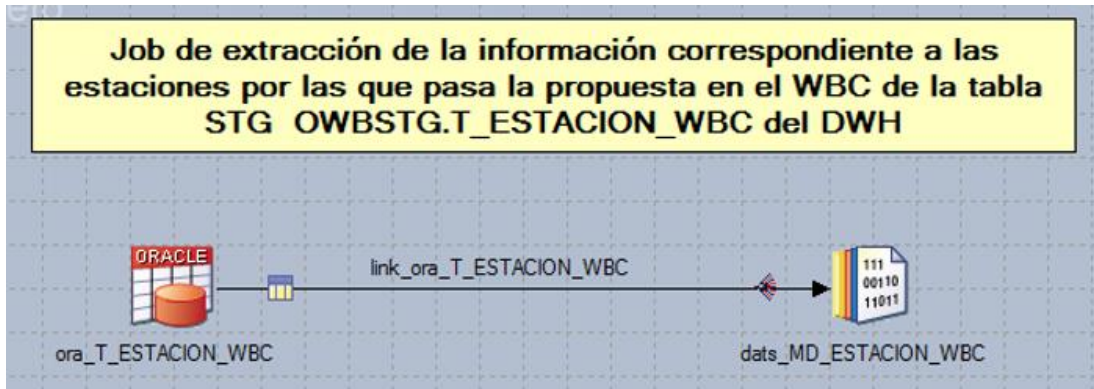 Job de extracción de la información correspondiente a las
estaciones por las que pasa la propuesta en el WBC de la tabla
STG OWBSTG.T_ESTACION_WBC del DWH
ORACLE
link_ora_T_ESTACION_WBC
111
00110
11011
ora_T_ESTACION_WBC
dats_MD_ESTACION_WBC